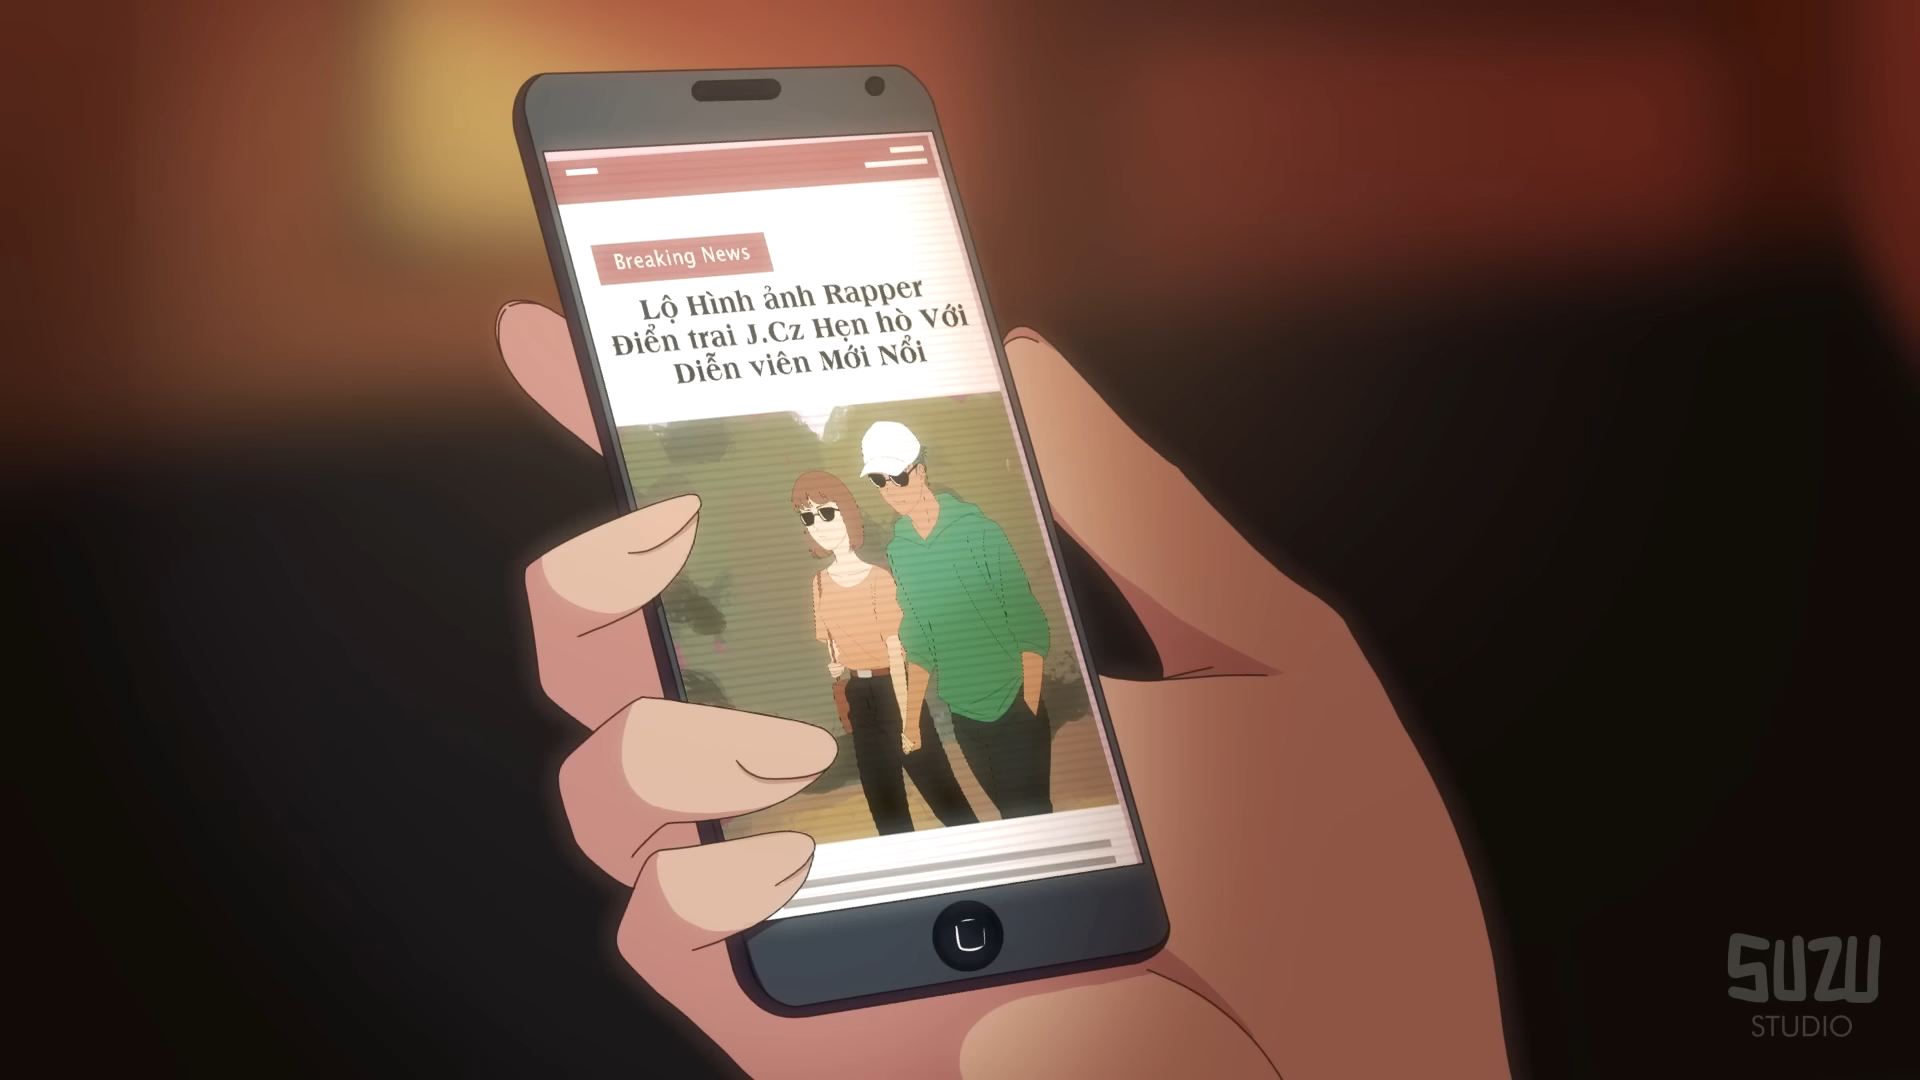 Breaking News
Lộ Hình ảnh Rapper
Điển trai J.Cz Hẹn hò Với
Diễn viên Mới Nổi
SUZU
STUDIO